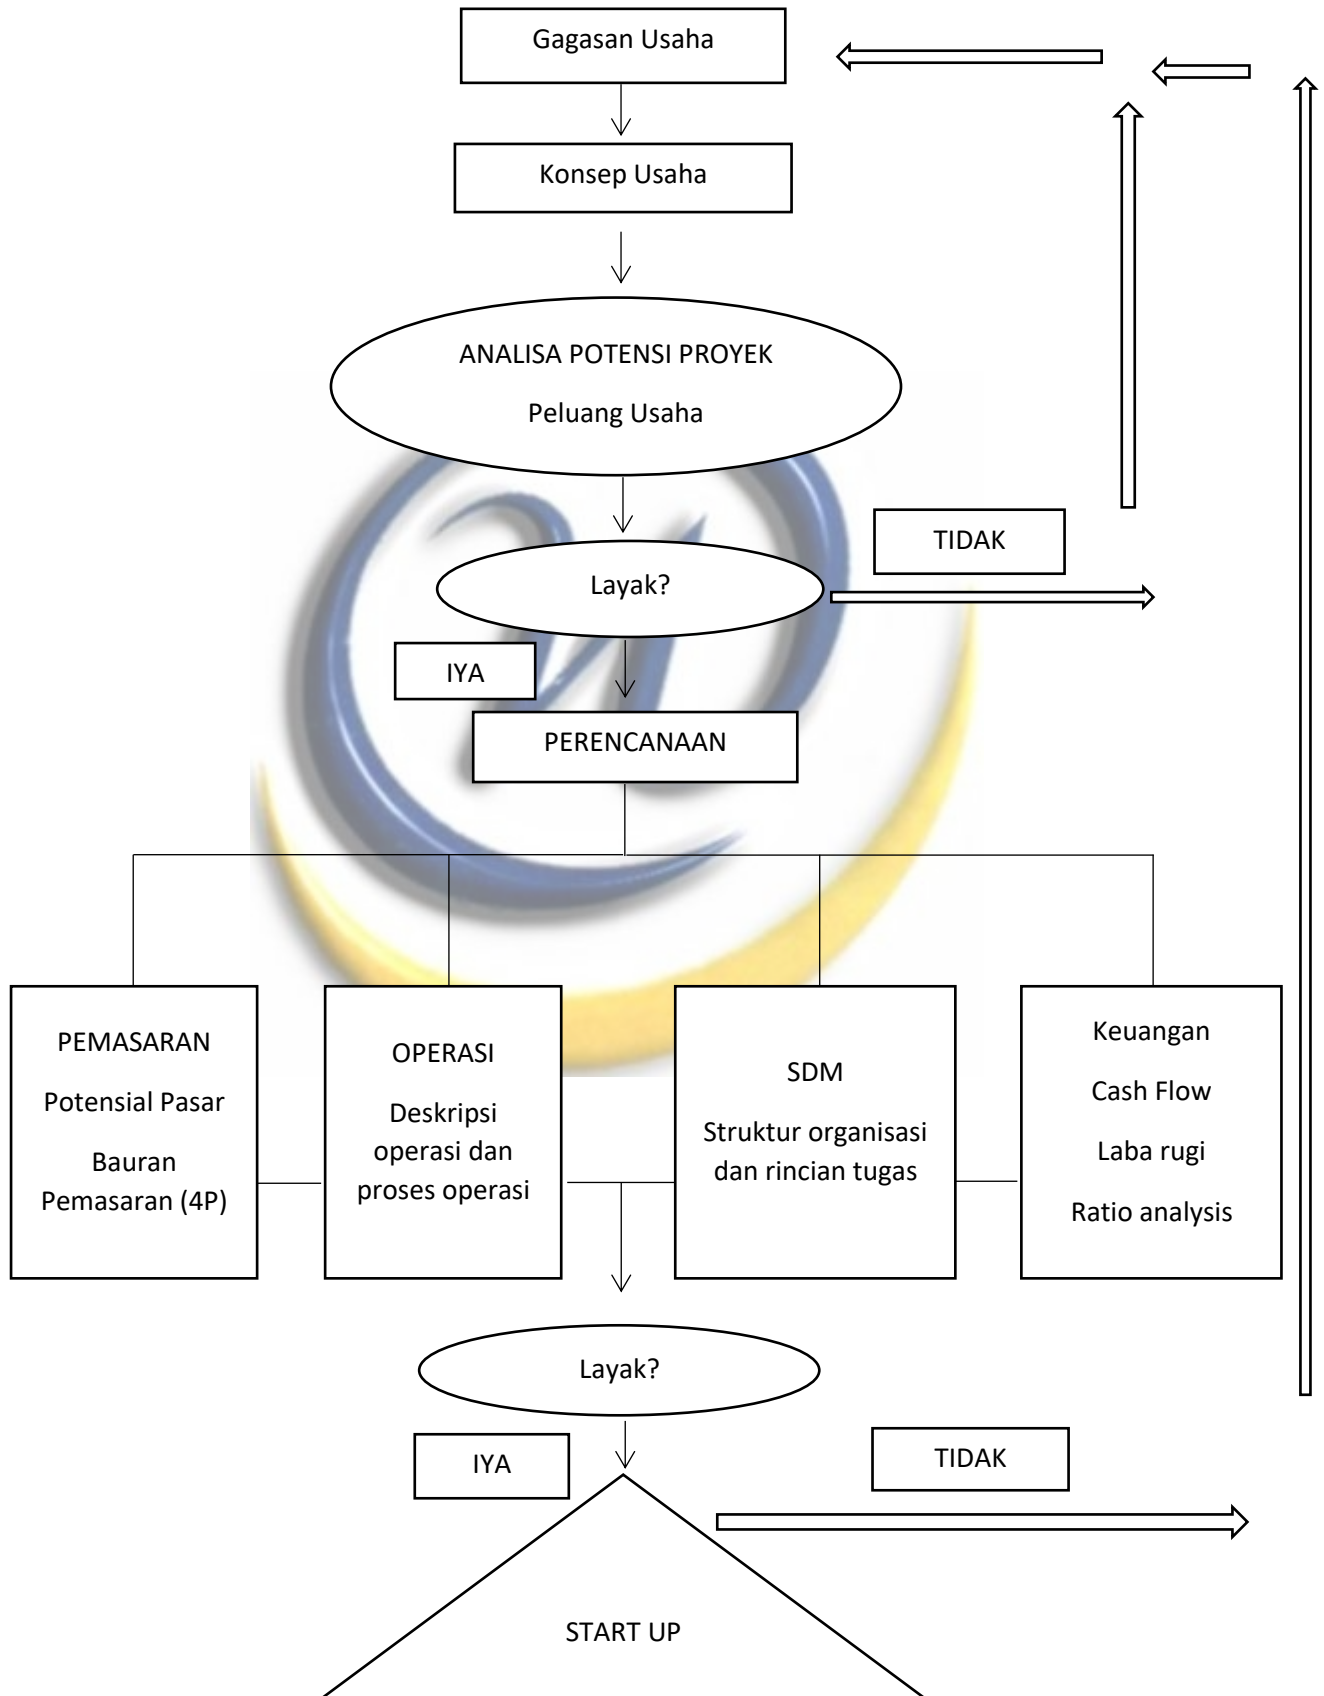 Gagasan Usaha
Konsep Usaha
ANALISA POTENSI PROYEK
Peluang Usaha
TIDAK
Layak?
IYA
PERENCANAAN
PEMASARAN
Potensial Pasar
Bauran
Pemasaran (4P)
OPERASI
Deskripsi
operasi dan
proses operasi
SDM
Struktur organisasi
dan rincian tugas
Keuangan
Cash Flow
Laba rugi
Ratio analysis
Layak?
IYA
TIDAK
START UP